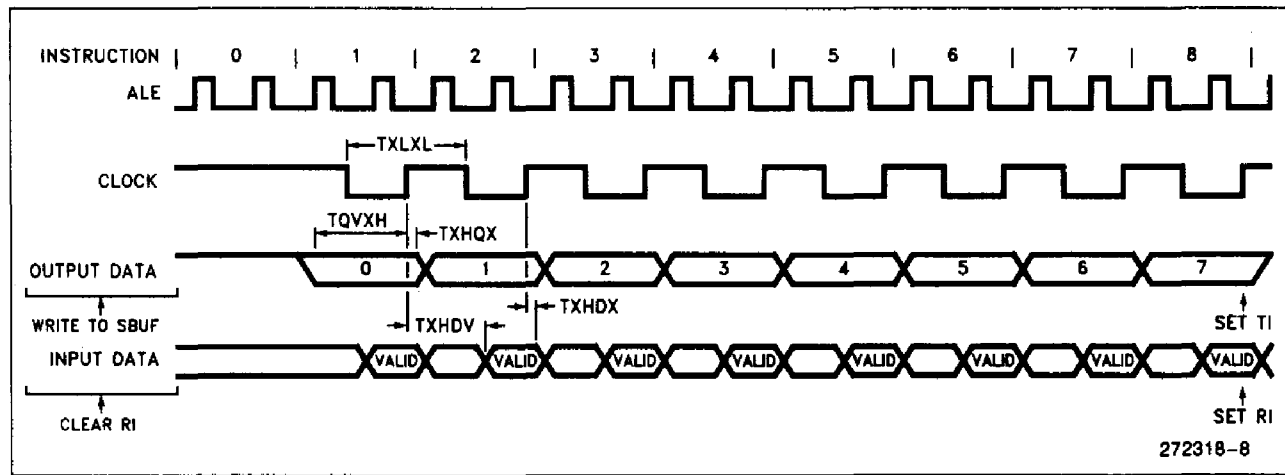 INSTRUCTION | 0 | 1 | 2 | 3 | 4 | 5 | 6 | 7 | 8 |
ALE
TXLXL
CLOCK
TQVXH
TXHQX
OUTPUT DATA 0 1 2 3 4 5 6 7
WRITE TO SBUF
TXHDV
TXHDX
SET TI
INPUT DATA VALID VALID VALID VALID VALID VALID VALID VALID
CLEAR RI
SET RI
272318-8